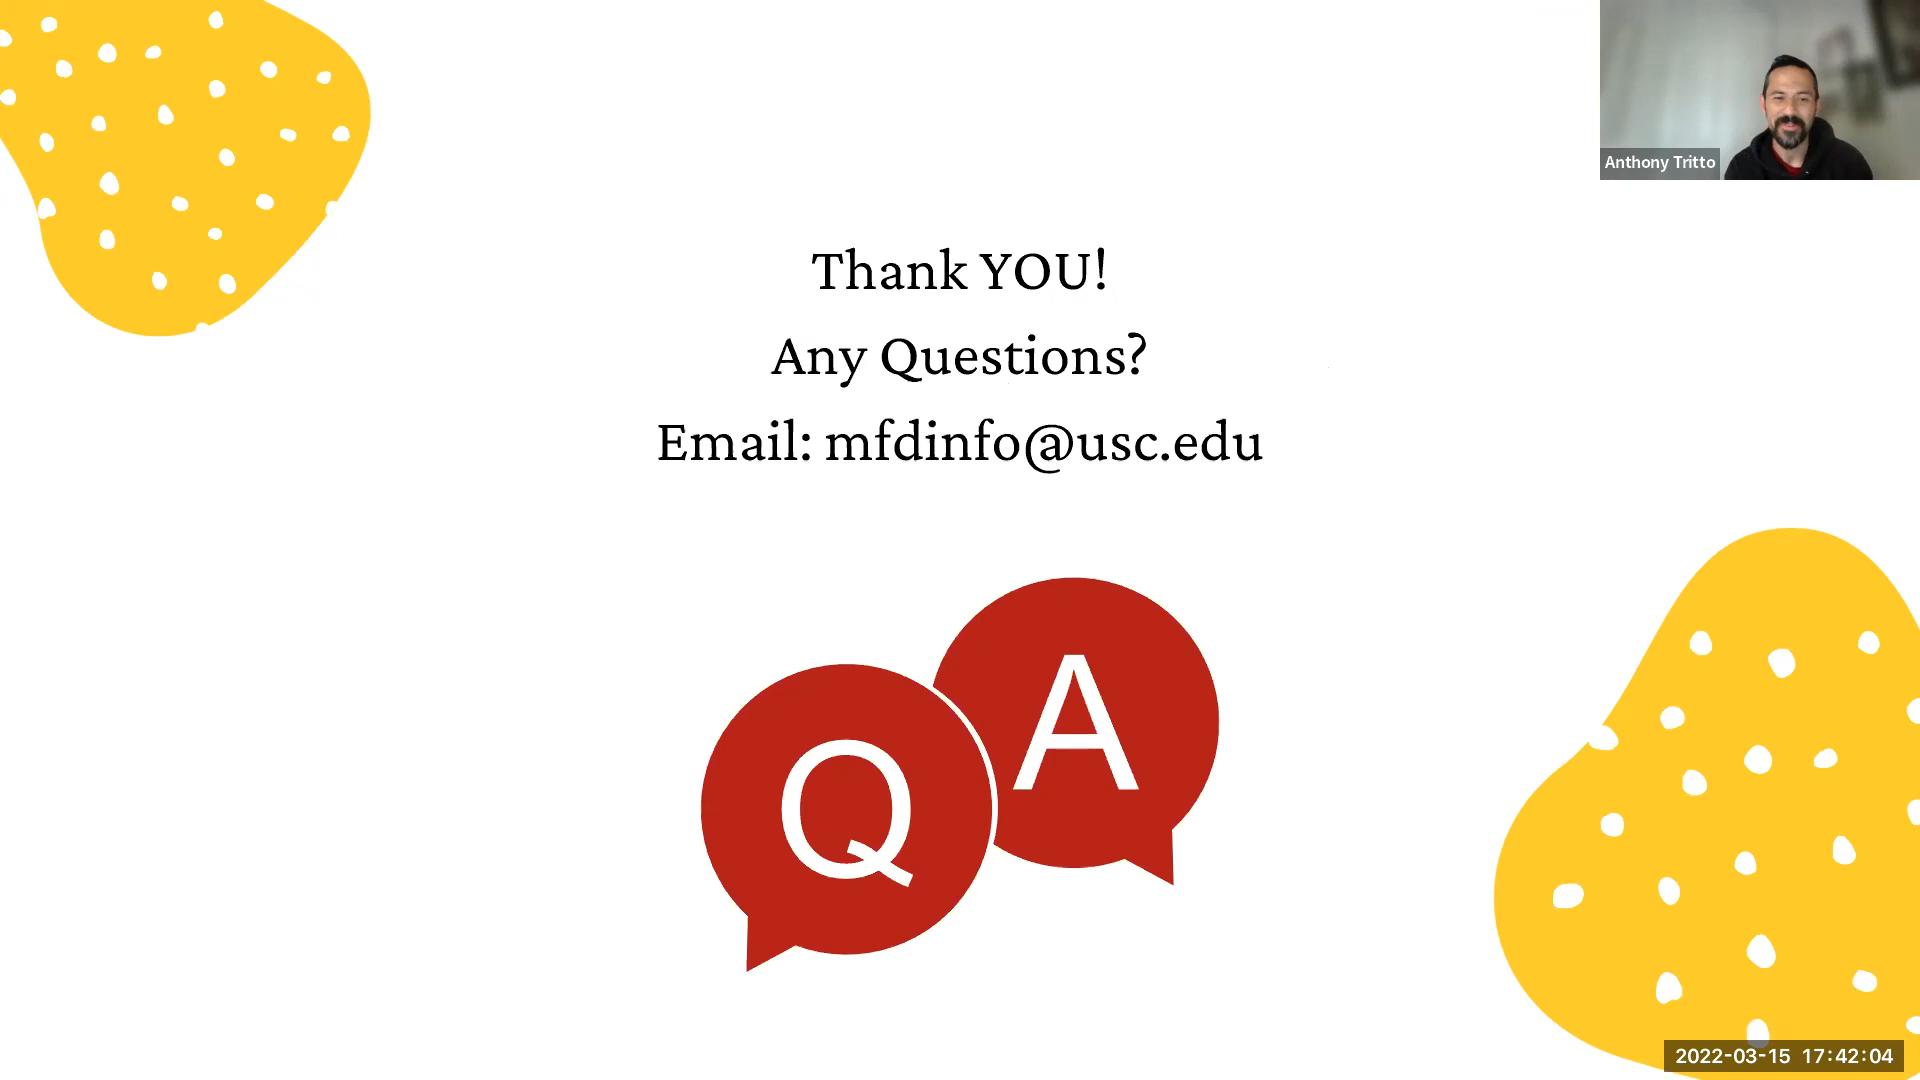 Anthony Tritto
Thank YOU!
Any Questions?
Email: mfdinfo@usc.edu
Q
A
2022-03-15 17:42:04